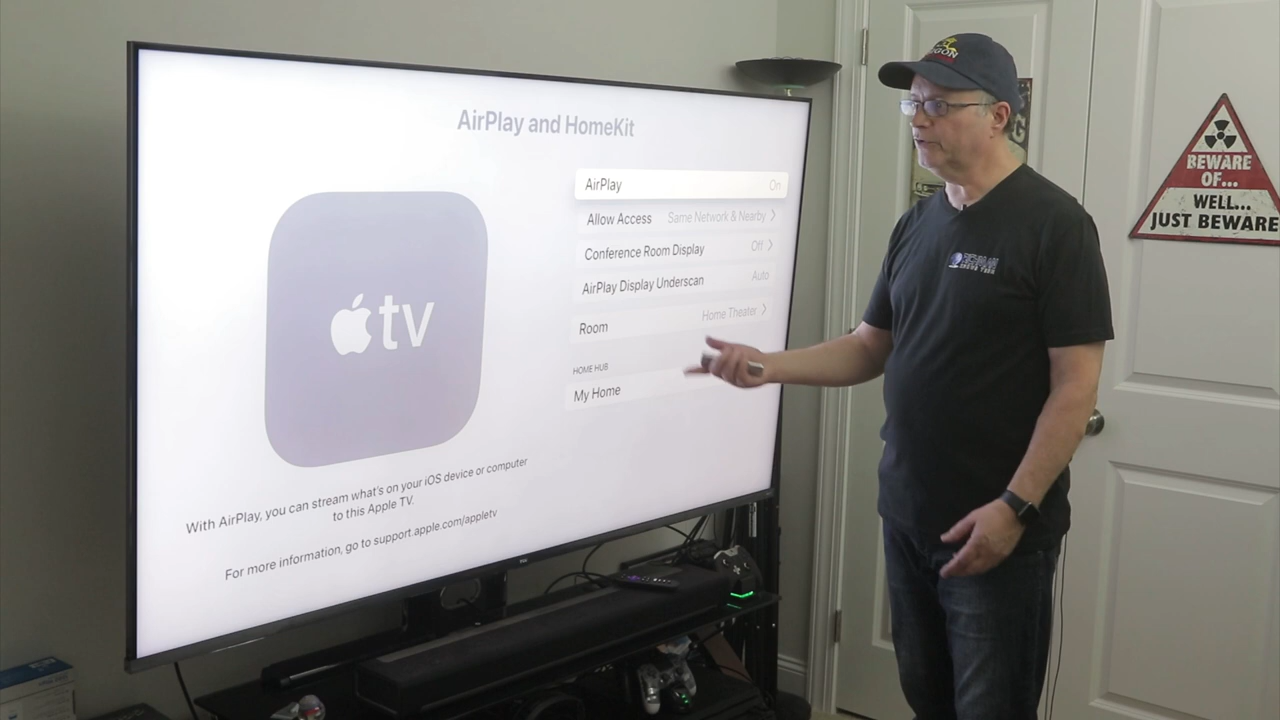 AirPlay and HomeKit
AirPlay On
Allow Access Same Network & Nearby
Conference Room Display Off
AirPlay Display Underscan Auto
Room Home Theater
HOME HUB
My Home
tv
With AirPlay, you can stream what's on your iOS device or computer
to this Apple TV.
For more information, go to support.apple.com/appletv
BEWARE
OF...
WELL...
JUST BEWARE